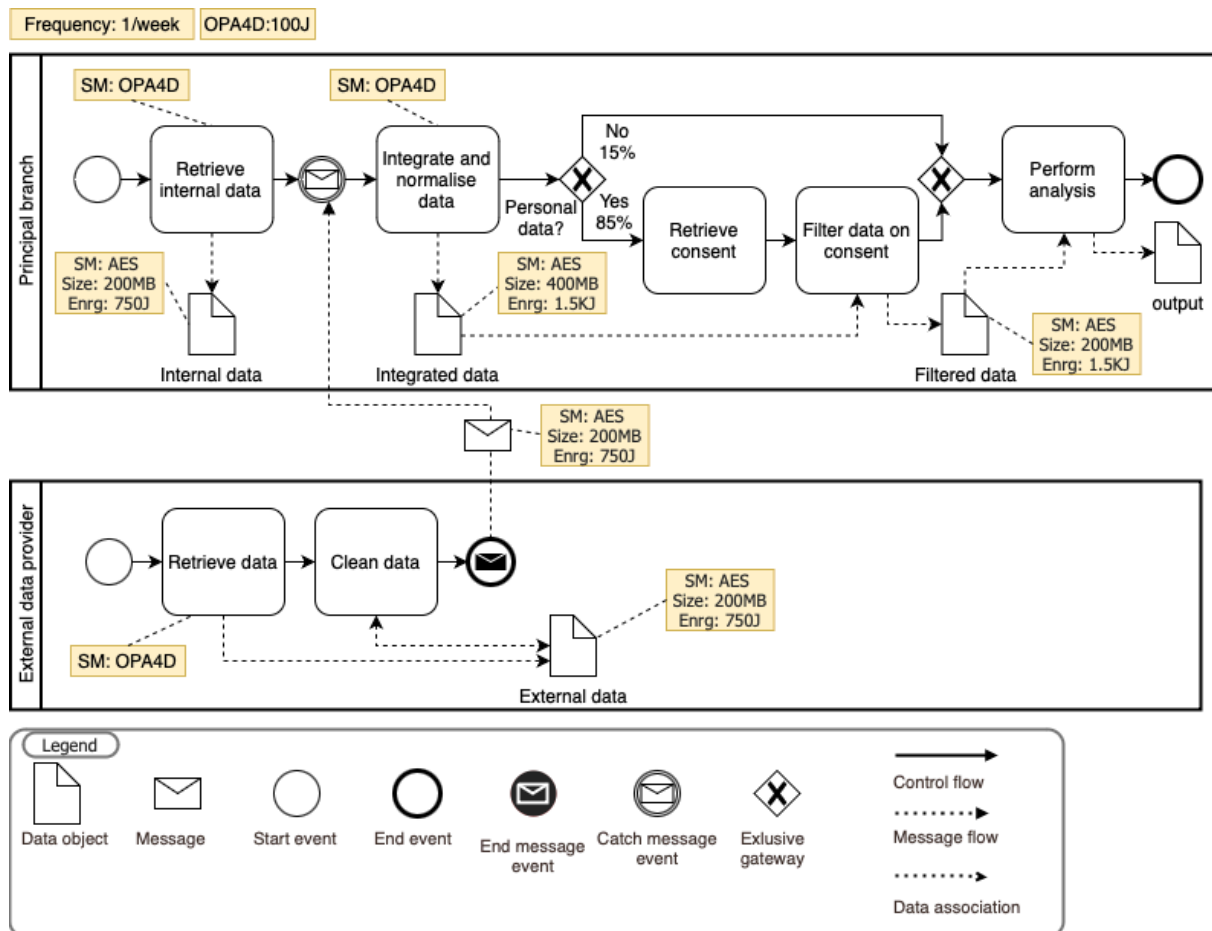 Frequency: 1/week
OPA4D:100J
Principal branch
SM: OPA4D
SM: OPA4D
Retrieve
internal data
Integrate and
normalise
data
No
15%
Personal
data?
Yes
85%
Retrieve
consent
Filter data on
consent
Perform
analysis
SM: AES
Size: 200MB
Enrg: 750J
Internal data
SM: AES
Size: 400MB
Enrg: 1.5KJ
Integrated data
Filtered data
SM: AES
Size: 200MB
Enrg: 1.5KJ
output
SM: AES
Size: 200MB
Enrg: 750J
External data provider
Retrieve data
Clean data
SM: OPA4D
SM: AES
Size: 200MB
Enrg: 750J
External data
Legend
Data object
Message
Start event
End event
End message
event
Catch message
event
Exlusive
gateway
Control flow
Message flow
Data association